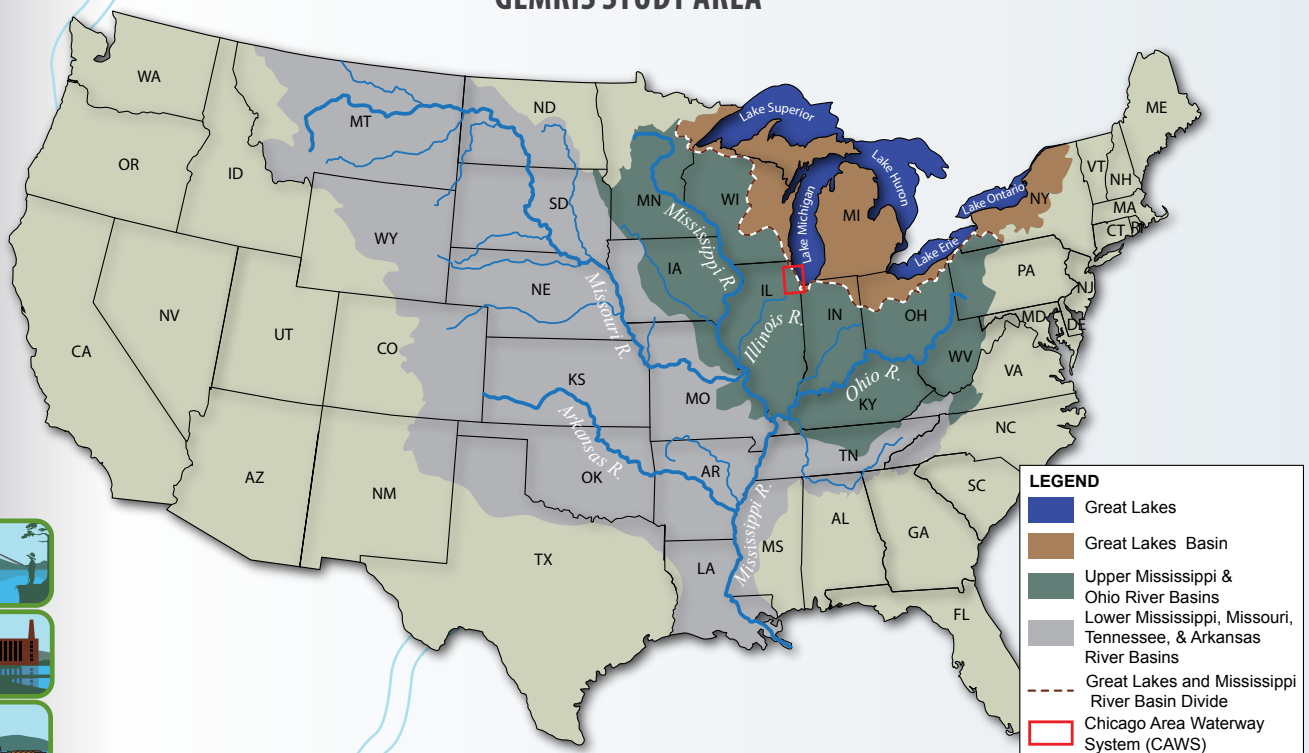 GLMRIS STUDY AREA
WA
MT
ND
ME
OR
ID
MN
WI
MI
VT
NH
NY
MA
CT
RI
SD
WY
IA
NE
IL
IN
OH
PA
NJ
MD
DE
NV
UT
CO
CA
KS
MO
KY
WV
VA
AZ
NM
OK
AR
TN
NC
SC
TX
LA
MS
AL
GA
FL
Lake Superior
Lake Michigan
Lake Huron
Lake Ontario
Lake Erie
Mississippi R.
Missouri R.
Illinois R.
Ohio R.
Arkansas R.
Mississippi R.
LEGEND
Great Lakes
Great Lakes Basin
Upper Mississippi &
Ohio River Basins
Lower Mississippi, Missouri,
Tennessee, & Arkansas
River Basins
Great Lakes and Mississippi
River Basin Divide
Chicago Area Waterway
System (CAWS)